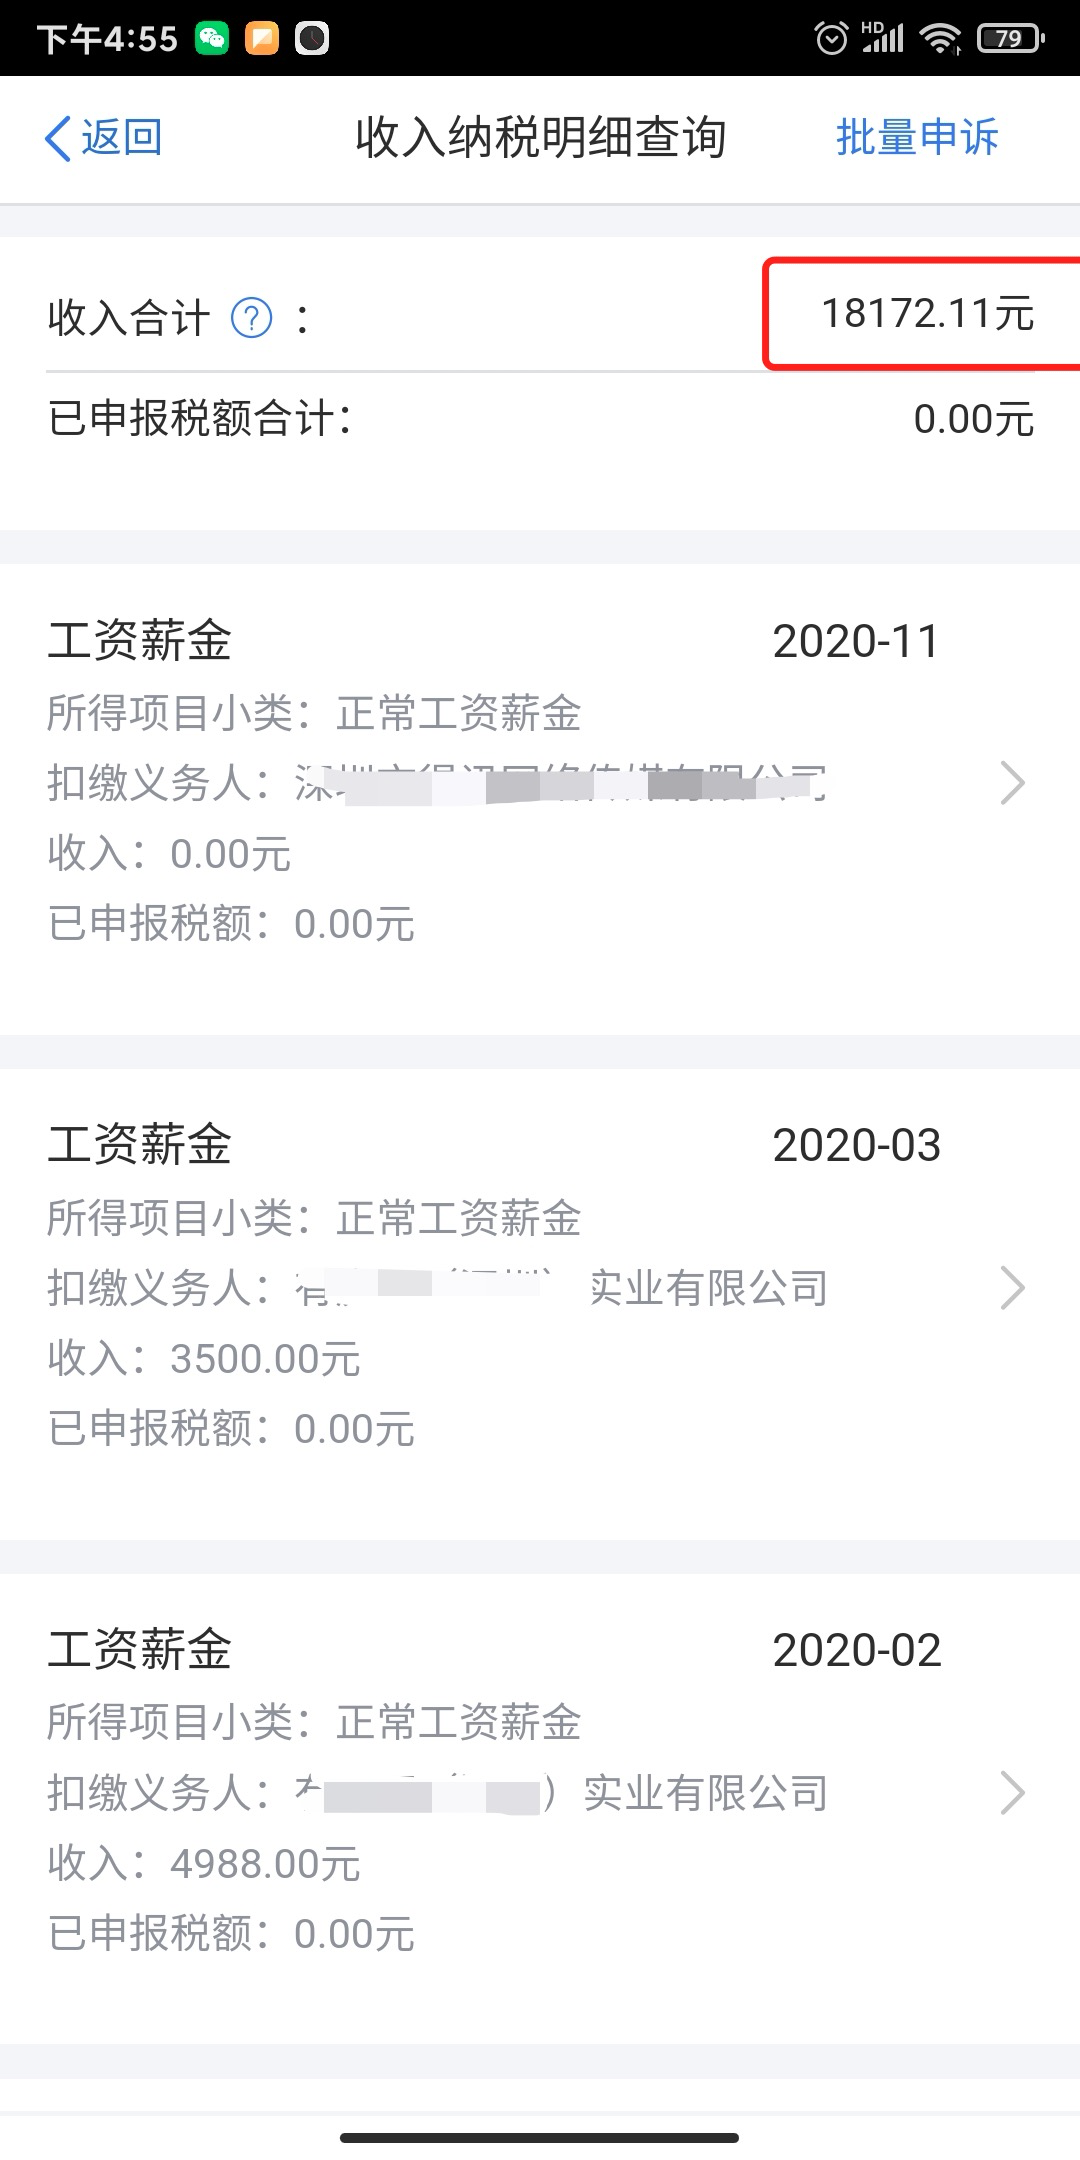 下午4:55 HD 79
返回 收入纳税明细查询 批量申诉
收入合计 ? ： 18172.11元
已申报税额合计： 0.00元
工资薪金 2020-11
所得项目小类：正常工资薪金
扣缴义务人：深 有限公司
收入：0.00元
已申报税额：0.00元
工资薪金 2020-03
所得项目小类：正常工资薪金
扣缴义务人： 实业有限公司
收入：3500.00元
已申报税额：0.00元
工资薪金 2020-02
所得项目小类：正常工资薪金
扣缴义务人： ）实业有限公司
收入：4988.00元
已申报税额：0.00元